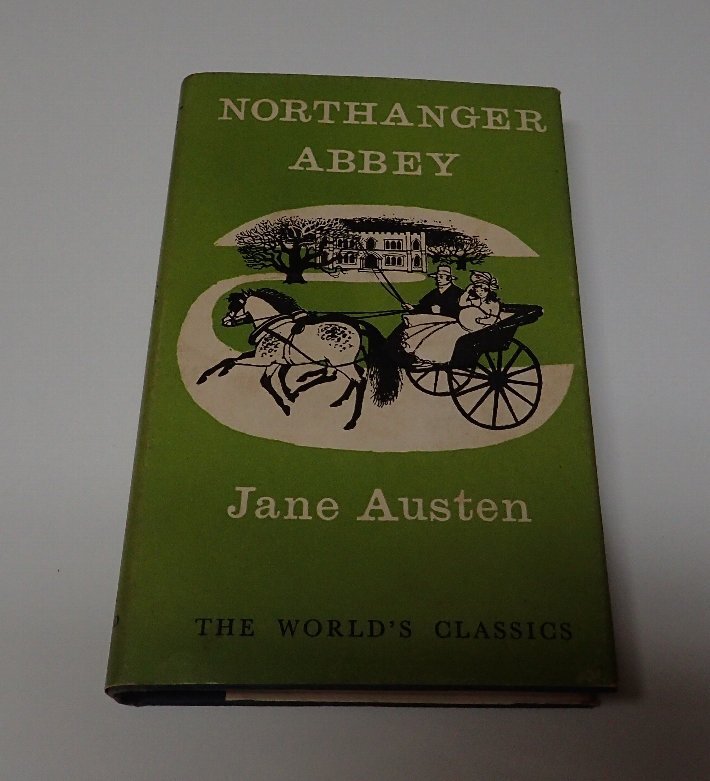 NORTHANGER
ABBEY
Jane Austen
THE WORLD'S CLASSICS